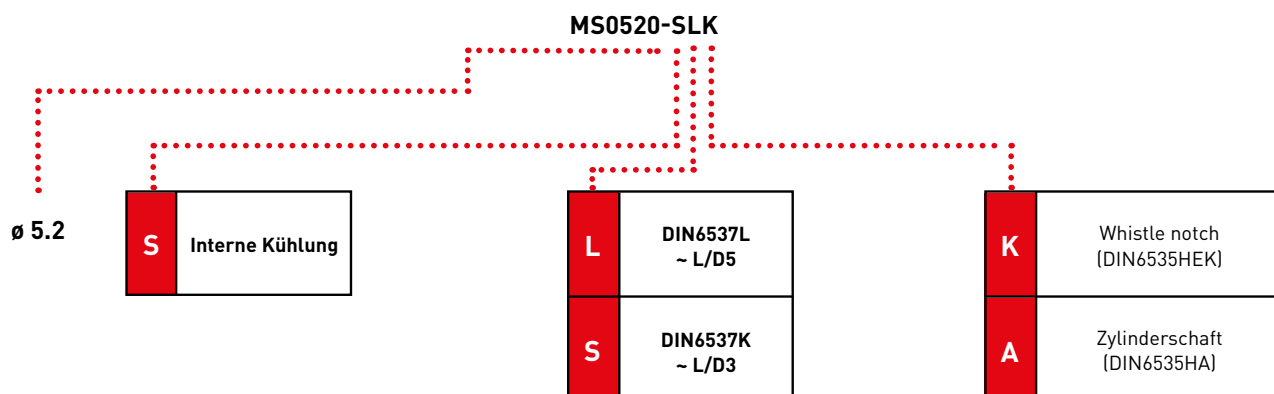 MS0520-SLK
ø 5.2
S
Interne Kühlung
L
DIN6537L
~ L/D5
S
DIN6537K
~ L/D3
K
Whistle notch
(DIN6535HEK)
A
Zylinderschaft
(DIN6535HA)